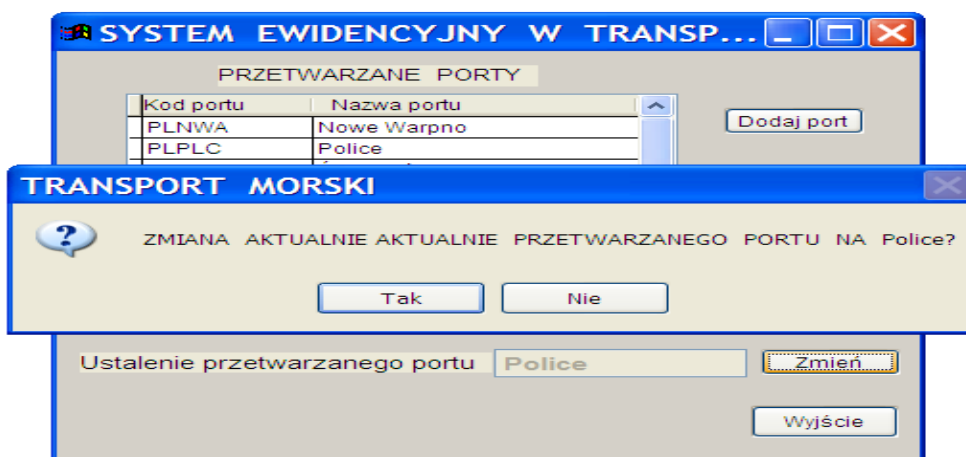 SYSTEM EWIDENCYJNY W TRANSP...
PRZETWARZANE PORTY
Kod portu Nazwa portu
Dodaj port
PLNWA Nowe Warpno
PLPLC Police
TRANSPORT MORSKI
ZMIANA AKTUALNIE AKTUALNIE PRZETWARZANEGO PORTU NA Police?
Tak Nie
Ustalenie przetwarzanego portu Police Zmień
Wyjście